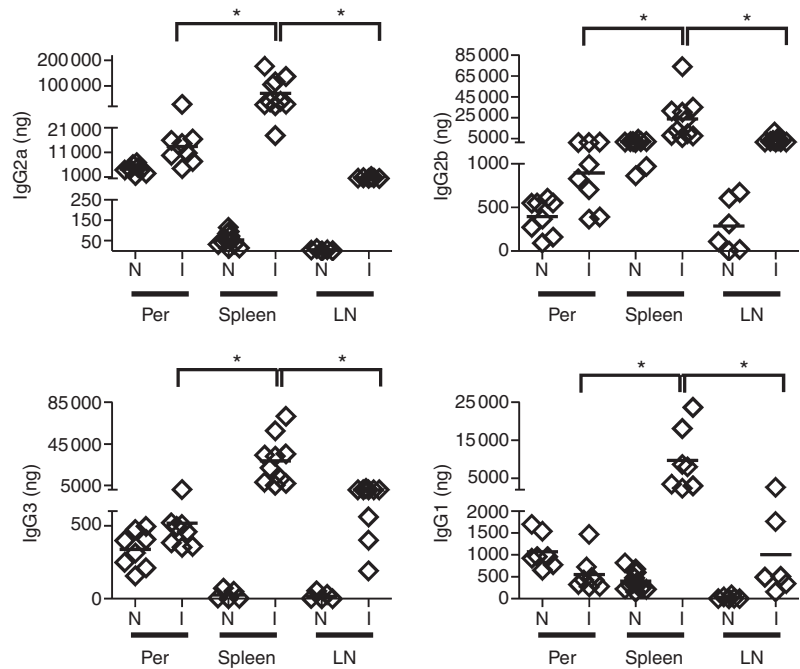 * *
200 000
100 000
21 000
11 000
1000
250
150
50
IgG2a (ng)
N I N I N I
Per Spleen LN
* *
85 000
65 000
45 000
25 000
5000
1000
500
0
IgG2b (ng)
N I N I N I
Per Spleen LN
* *
85 000
45 000
5000
500
0
IgG3 (ng)
N I N I N I
Per Spleen LN
* *
25 000
15 000
5000
2000
1500
1000
500
0
IgG1 (ng)
N I N I N I
Per Spleen LN